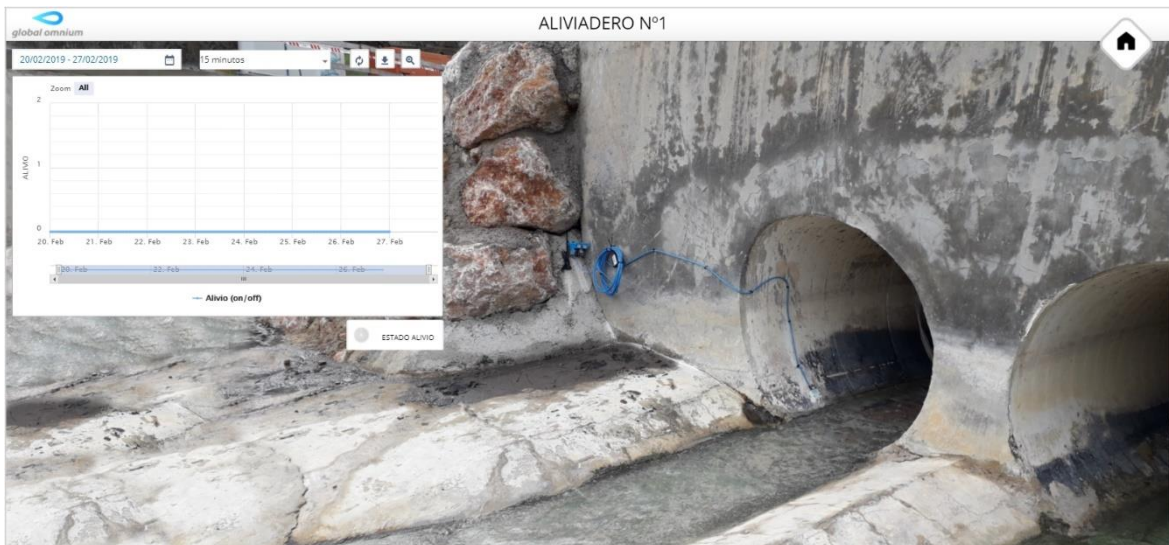 ALIVIADERO Nº1
global omnium
20/02/2019 - 27/02/2019
15 minutos
Zoom All
2
1
0
ALIVIO
20. Feb 21. Feb 22. Feb 23. Feb 24. Feb 25. Feb 26. Feb 27. Feb
20. Feb 22. Feb 24. Feb 26. Feb
Alivio (on/off)
ESTADO ALIVIO